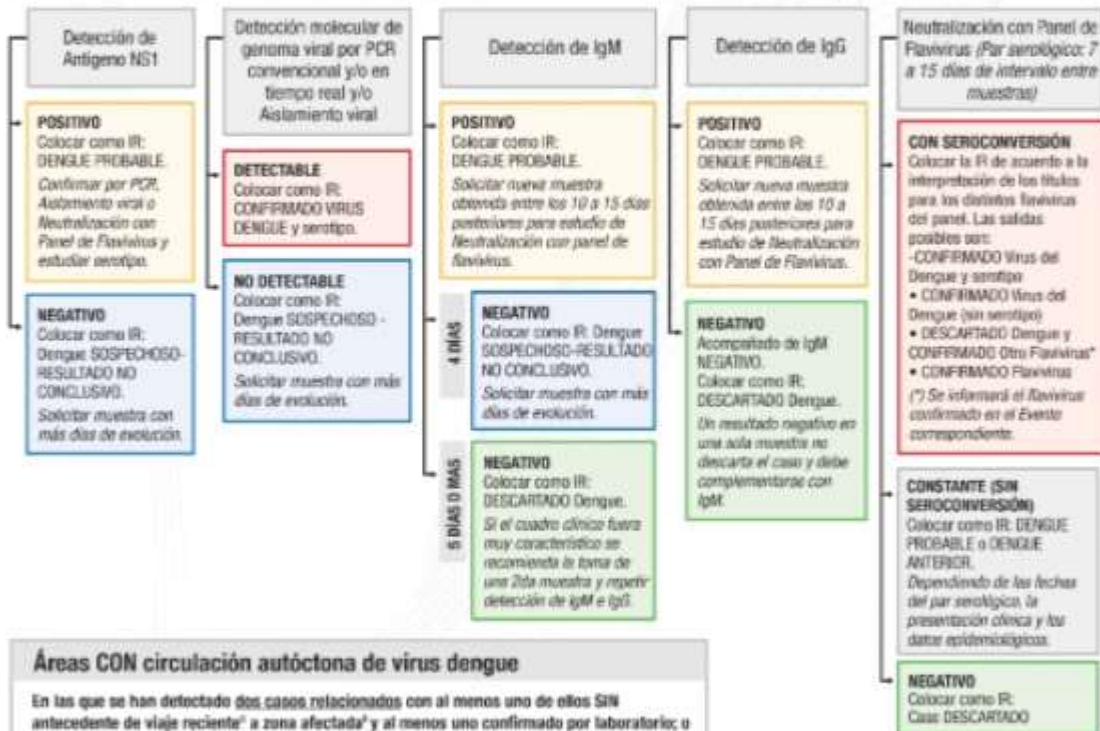 Detección de
Antígeno NS1
POSITIVO
Colocar como IR:
DENGUE PROBABLE.
Confirmar por PCR,
Aislamiento viral o
Neutralización con
Panel de Flavivirus y
estudiar serotipo.
NEGATIVO
Colocar como IR:
Dengue SOSPECHOSO-
RESULTADO NO
CONCLUSIVO.
Solicitar muestra con
más días de evolución.
Detección molecular de
genoma viral por PCR
convencional y/o en
tiempo real y/o
Aislamiento viral
DETECTABLE
Colocar como IR:
CONFIRMADO VIRUS
DENGUE y serotipo.
NO DETECTABLE
Colocar como IR:
Dengue SOSPECHOSO -
RESULTADO NO
CONCLUSIVO.
Solicitar muestra con más
días de evolución.
Detección de IgM
POSITIVO
Colocar como IR:
DENGUE PROBABLE.
Solicitar nueva muestra
obtenida entre los 10 a 15 días
posteriores para estudio de
Neutralización con panel de
flavivirus.
4 DÍAS
NEGATIVO
Colocar como IR: Dengue
SOSPECHOSO-RESULTADO
NO CONCLUSIVO.
Solicitar muestra con más
días de evolución.
5 DÍAS O MAS
NEGATIVO
Colocar como IR:
DESCARTADO Dengue.
Si el cuadro clínico fuera
muy característico se
recomienda la toma de
una 2da muestra y repetir
detección de IgM e IgG.
Detección de IgG
POSITIVO
Colocar como IR:
DENGUE PROBABLE.
Solicitar nueva muestra
obtenida entre los 10 a
15 días posteriores para
estudio de Neutralización
con Panel de Flavivirus.
NEGATIVO
Acompañado de IgM
NEGATIVO.
Colocar como IR:
DESCARTADO Dengue.
Un resultado negativo en
una sola muestra no
descarta el caso y debe
complementarse con
IgM.
Neutralización con Panel de
Flavivirus (Par serológico: 7
a 15 días de intervalo entre
muestras)
CON SEROCONVERSIÓN
Colocar la IR de acuerdo a la
interpretación de los títulos
para los distintos flavivirus
del panel. Las salidas
posibles son:
-CONFIRMADO Virus del
Dengue y serotipo
• CONFIRMADO Virus del
Dengue (sin serotipo)
• DESCARTADO Dengue y
CONFIRMADO Otro Flavivirus*
• CONFIRMADO Flavivirus
(*) Se informará el flavivirus
confirmado en el Evento
correspondiente.
CONSTANTE (SIN
SEROCONVERSIÓN)
Colocar como IR: DENGUE
PROBABLE o DENGUE
ANTERIOR.
Dependiendo de las fechas
del par serológico, la
presentación clínica y los
datos epidemiológicos.
NEGATIVO
Colocar como IR:
Caso DESCARTADO
Áreas CON circulación autóctona de virus dengue
En las que se han detectado dos casos relacionados con al menos uno de ellos SIN
antecedente de viaje reciente a zona afectada y al menos uno confirmado por laboratorio; o